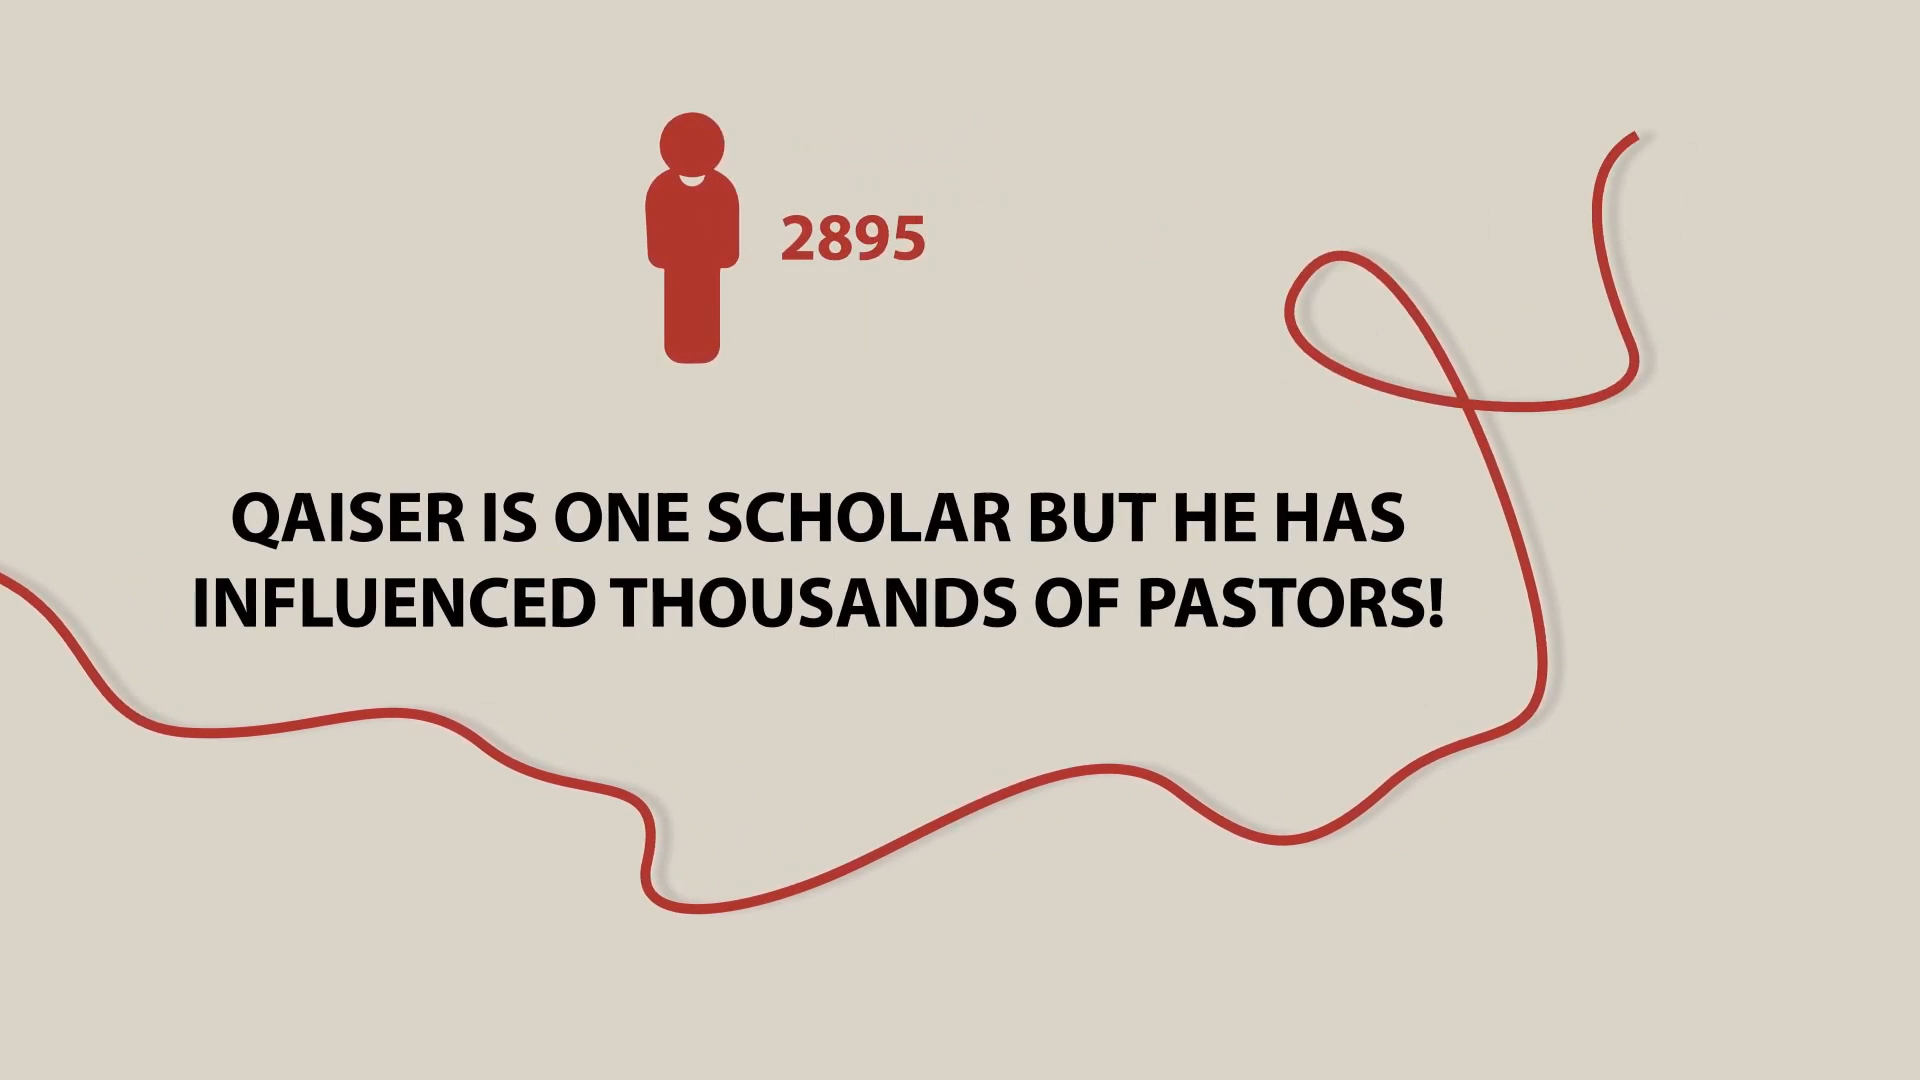 2895
QAISER IS ONE SCHOLAR BUT HE HAS
INFLUENCED THOUSANDS OF PASTORS!